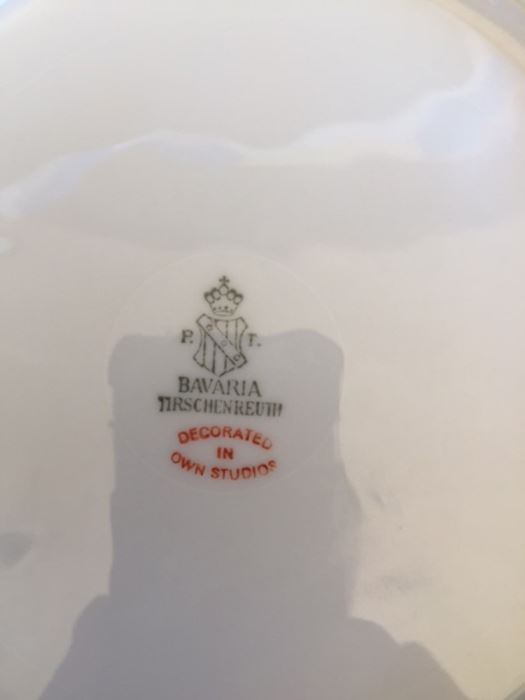 P. T.
BAVARIA
TIRSCHENREUTH
DECORATED
IN
OWN STUDIOS